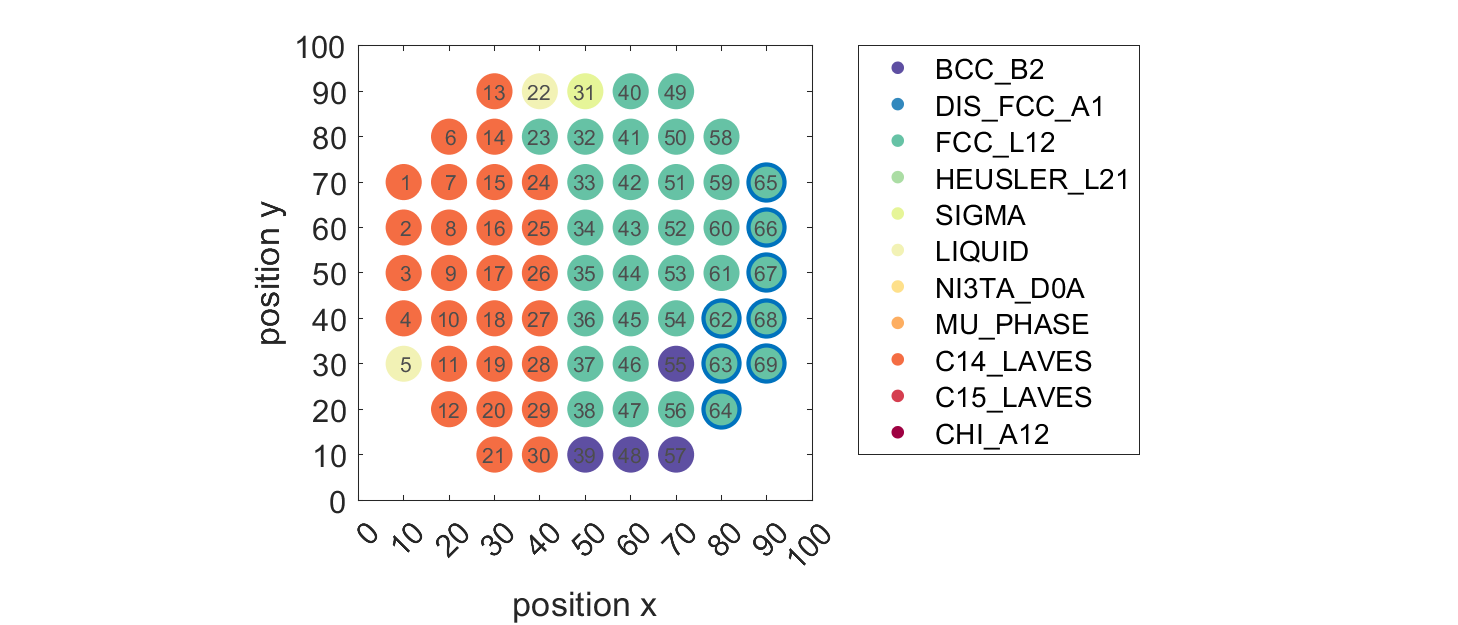 100
90
80
70
60
50
40
30
20
10
0
position y
13 22 31 40 49
6 14 23 32 41 50 58
1 7 15 24 33 42 51 59 65
2 8 16 25 34 43 52 60 66
3 9 17 26 35 44 53 61 67
4 10 18 27 36 45 54 62 68
5 11 19 28 37 46 55 63 69
12 20 29 38 47 56 64
21 30 39 48 57
0 10 20 30 40 50 60 70 80 90 100
position x
BCC_B2
DIS_FCC_A1
FCC_L12
HEUSLER_L21
SIGMA
LIQUID
NI3TA_D0A
MU_PHASE
C14_LAVES
C15_LAVES
CHI_A12